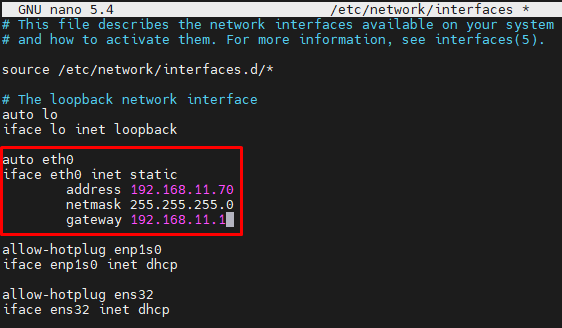 GNU nano 5.4 /etc/network/interfaces *
# This file describes the network interfaces available on your system
# and how to activate them. For more information, see interfaces(5).
source /etc/network/interfaces.d/*
# The loopback network interface
auto lo
iface lo inet loopback
auto eth0
iface eth0 inet static
address 192.168.11.70
netmask 255.255.255.0
gateway 192.168.11.1
allow-hotplug enp1s0
iface enp1s0 inet dhcp
allow-hotplug ens32
iface ens32 inet dhcp